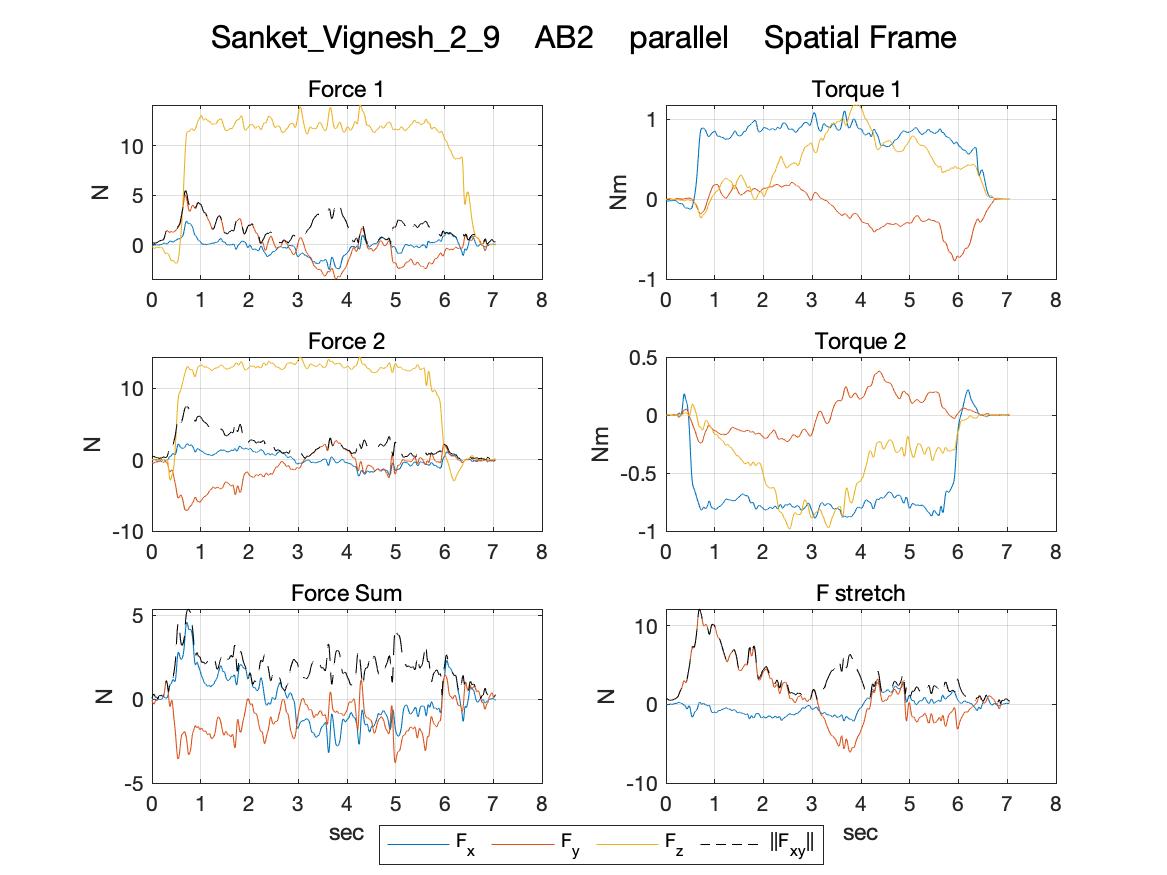 Sanket_Vignesh_2_9 AB2 parallel Spatial Frame
Force 1
N
10
5
0
0 1 2 3 4 5 6 7 8
Torque 1
Nm
1
0
-1
0 1 2 3 4 5 6 7 8
Force 2
N
10
0
-10
0 1 2 3 4 5 6 7 8
Torque 2
Nm
0.5
0
-0.5
-1
0 1 2 3 4 5 6 7 8
Force Sum
N
5
0
-5
0 1 2 3 4 5 6 7 8
sec
F stretch
N
10
0
-10
0 1 2 3 4 5 6 7 8
sec
F_x F_y F_z ||F_xy||